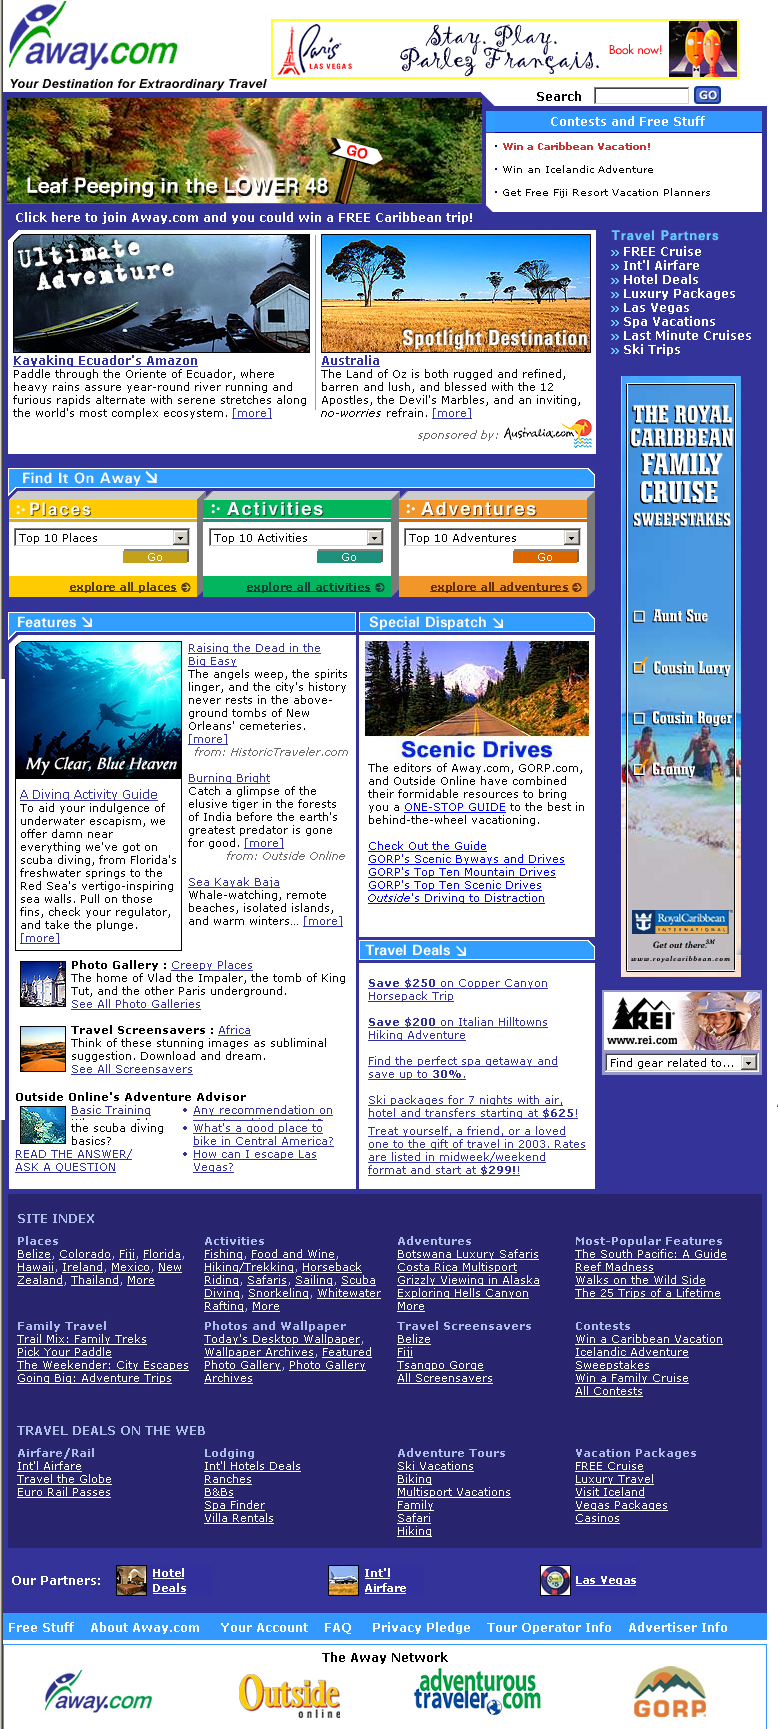 away.com
Your Destination for Extraordinary Travel
Paris
LAS VEGAS
Stay. Play.
Parlez Français.
Book now!
Search
GO
GO
Leaf Peeping in the LOWER 48
Contests and Free Stuff
· Win a Caribbean Vacation!
· Win an Icelandic Adventure
· Get Free Fiji Resort Vacation Planners
Click here to join Away.com and you could win a FREE Caribbean trip!
Ultimate
Adventure
Kayaking Ecuador's Amazon
Paddle through the Oriente of Ecuador, where
heavy rains assure year-round river running and
furious rapids alternate with serene stretches along
the world's most complex ecosystem. [more]
Spotlight Destination
Australia
The Land of Oz is both rugged and refined,
barren and lush, and blessed with the 12
Apostles, the Devil's Marbles, and an inviting,
no-worries refrain. [more]
sponsored by: Australia.com
Travel Partners
» FREE Cruise
» Int'l Airfare
» Hotel Deals
» Luxury Packages
» Las Vegas
» Spa Vacations
» Last Minute Cruises
» Ski Trips
THE ROYAL
CARIBBEAN
FAMILY
CRUISE
SWEEPSTAKES
Aunt Sue
Cousin Larry
Cousin Roger
Granny
RoyalCaribbean
INTERNATIONAL
Get out there.SM
www.royalcaribbean.com
Find It On Away
Places
Top 10 Places
Go
explore all places
Activities
Top 10 Activities
Go
explore all activities
Adventures
Top 10 Adventures
Go
explore all adventures
Features
My Clear, Blue Heaven
A Diving Activity Guide
To aid your indulgence of
underwater escapism, we
offer damn near
everything we've got on
scuba diving, from Florida's
freshwater springs to the
Red Sea's vertigo-inspiring
sea walls. Pull on those
fins, check your regulator,
and take the plunge.
[more]
Raising the Dead in the
Big Easy
The angels weep, the spirits
linger, and the city's history
never rests in the above-
ground tombs of New
Orleans' cemeteries.
[more]
from: HistoricTraveler.com
Burning Bright
Catch a glimpse of the
elusive tiger in the forests
of India before the earth's
greatest predator is gone
for good. [more]
from: Outside Online
Sea Kayak Baja
Whale-watching, remote
beaches, isolated islands,
and warm winters... [more]
Photo Gallery : Creepy Places
The home of Vlad the Impaler, the tomb of King
Tut, and the other Paris underground.
See All Photo Galleries
Travel Screensavers : Africa
Think of these stunning images as subliminal
suggestion. Download and dream.
See All Screensavers
Outside Online's Adventure Advisor
Basic Training
the scuba diving
basics?
READ THE ANSWER/
ASK A QUESTION
• Any recommendation on
• What's a good place to
bike in Central America?
• How can I escape Las
Vegas?
Special Dispatch
Scenic Drives
The editors of Away.com, GORP.com,
and Outside Online have combined
their formidable resources to bring
you a ONE-STOP GUIDE to the best in
behind-the-wheel vacationing.
Check Out the Guide
GORP's Scenic Byways and Drives
GORP's Top Ten Mountain Drives
GORP's Top Ten Scenic Drives
Outside's Driving to Distraction
Travel Deals
Save $250 on Copper Canyon
Horsepack Trip
Save $200 on Italian Hilltowns
Hiking Adventure
Find the perfect spa getaway and
save up to 30%.
Ski packages for 7 nights with air,
hotel and transfers starting at $625!
Treat yourself, a friend, or a loved
one to the gift of travel in 2003. Rates
are listed in midweek/weekend
format and start at $299!!
REI
www.rei.com
Find gear related to...
SITE INDEX
Places
Belize, Colorado, Fiji, Florida,
Hawaii, Ireland, Mexico, New
Zealand, Thailand, More
Activities
Fishing, Food and Wine,
Hiking/Trekking, Horseback
Riding, Safaris, Sailing, Scuba
Diving, Snorkeling, Whitewater
Rafting, More
Adventures
Botswana Luxury Safaris
Costa Rica Multisport
Grizzly Viewing in Alaska
Exploring Hells Canyon
More
Most-Popular Features
The South Pacific: A Guide
Reef Madness
Walks on the Wild Side
The 25 Trips of a Lifetime
Family Travel
Trail Mix: Family Treks
Pick Your Paddle
The Weekender: City Escapes
Going Big: Adventure Trips
Photos and Wallpaper
Today's Desktop Wallpaper,
Wallpaper Archives, Featured
Photo Gallery, Photo Gallery
Archives
Travel Screensavers
Belize
Fiji
Tsangpo Gorge
All Screensavers
Contests
Win a Caribbean Vacation
Icelandic Adventure
Sweepstakes
Win a Family Cruise
All Contests
TRAVEL DEALS ON THE WEB
Airfare/Rail
Int'l Airfare
Travel the Globe
Euro Rail Passes
Lodging
Int'l Hotels Deals
Ranches
B&Bs
Spa Finder
Villa Rentals
Adventure Tours
Ski Vacations
Biking
Multisport Vacations
Family
Safari
Hiking
Vacation Packages
FREE Cruise
Luxury Travel
Visit Iceland
Vegas Packages
Casinos
Our Partners:
Hotel
Deals
Int'l
Airfare
Las Vegas
Free Stuff About Away.com Your Account FAQ Privacy Pledge Tour Operator Info Advertiser Info
The Away Network
away.com
Outside
online
adventurous
traveler.com
GORP